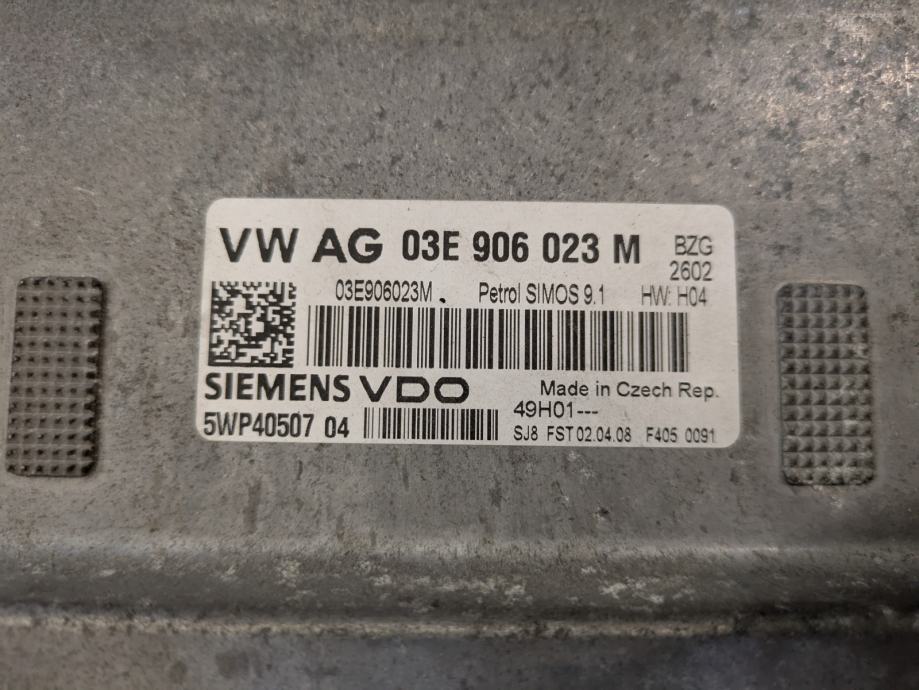 VW AG 03E 906 023 M BZG
2602
03E906023M. Petrol SIMOS 9.1 HW: H04
SIEMENS VDO Made in Czech Rep.
49H01---
5WP40507 04 SJ8 FST 02.04.08 F405 0091